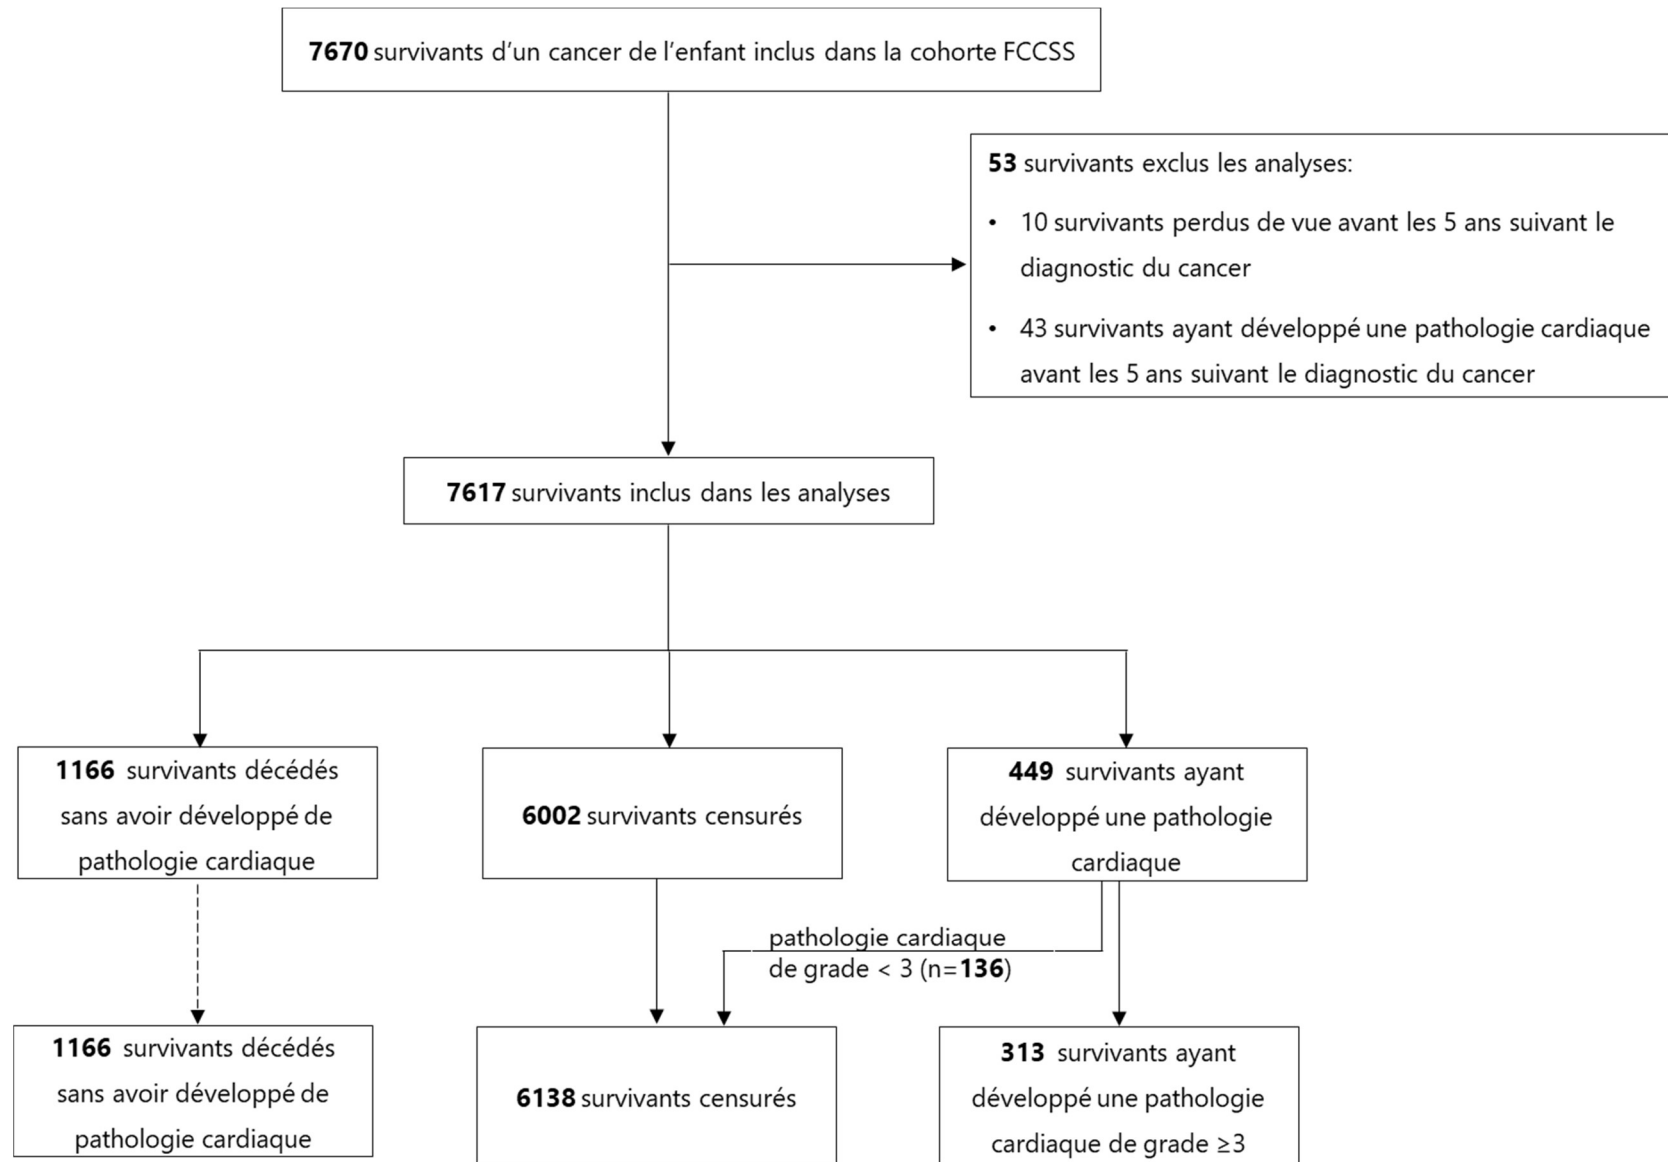 7670 survivants d'un cancer de l'enfant inclus dans la cohorte FCCSS
53 survivants exclus les analyses:
• 10 survivants perdus de vue avant les 5 ans suivant le
diagnostic du cancer
• 43 survivants ayant développé une pathologie cardiaque
avant les 5 ans suivant le diagnostic du cancer
7617 survivants inclus dans les analyses
1166 survivants décédés
sans avoir développé de
pathologie cardiaque
6002 survivants censurés
449 survivants ayant
développé une pathologie
cardiaque
pathologie cardiaque
de grade < 3 (n=136)
1166 survivants décédés
sans avoir développé de
pathologie cardiaque
6138 survivants censurés
313 survivants ayant
développé une pathologie
cardiaque de grade ≥3